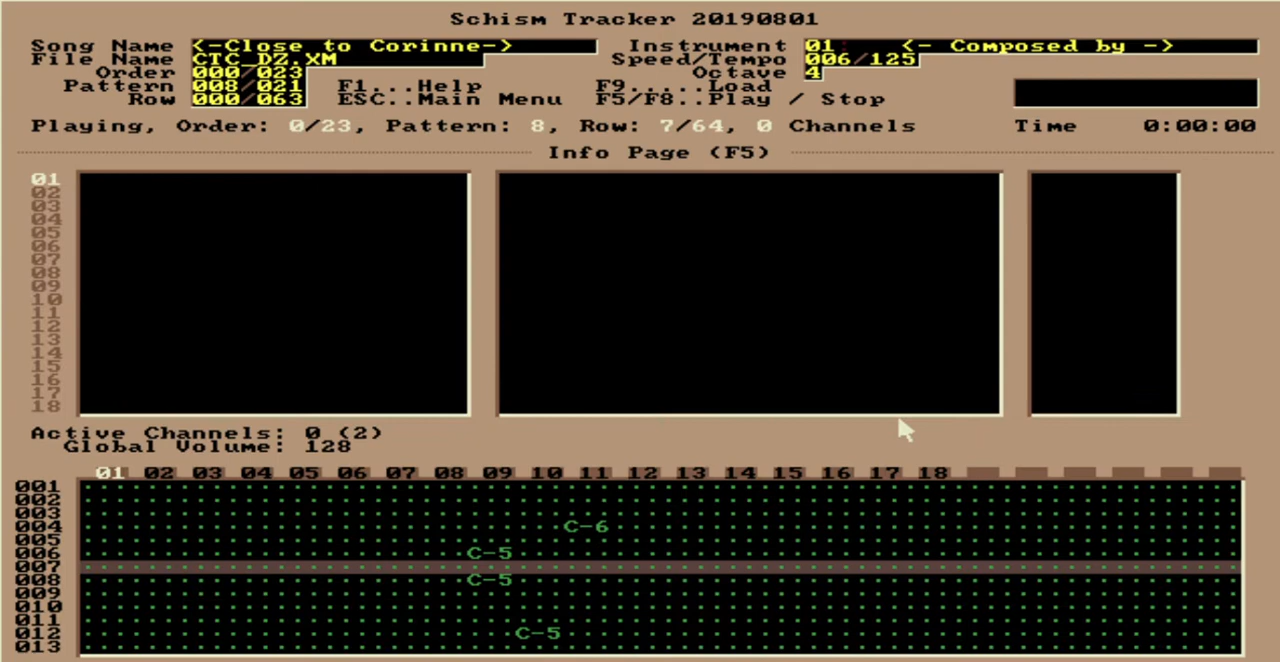 Schism Tracker 20190801
Song Name <-Close to Corinne-> Instrument 01: <- Composed by ->
File Name CTC_DZ.XM Speed/Tempo 006/125
Order 000/023 Octave 4
Pattern 008/021 F1...Help F9.....Load
Row 000/063 ESC..Main Menu F5/F8..Play / Stop
Playing, Order: 0/23, Pattern: 8, Row: 7/64, 0 Channels Time 0:00:00
Info Page (F5)
01
02
03
04
05
06
07
08
09
10
11
12
13
14
15
16
17
18
Active Channels: 0 (2)
Global Volume: 128
01 02 03 04 05 06 07 08 09 10 11 12 13 14 15 16 17 18
001
002
003
004 C-6
005
006 C-5
007
008 C-5
009
010
011
012 C-5
013